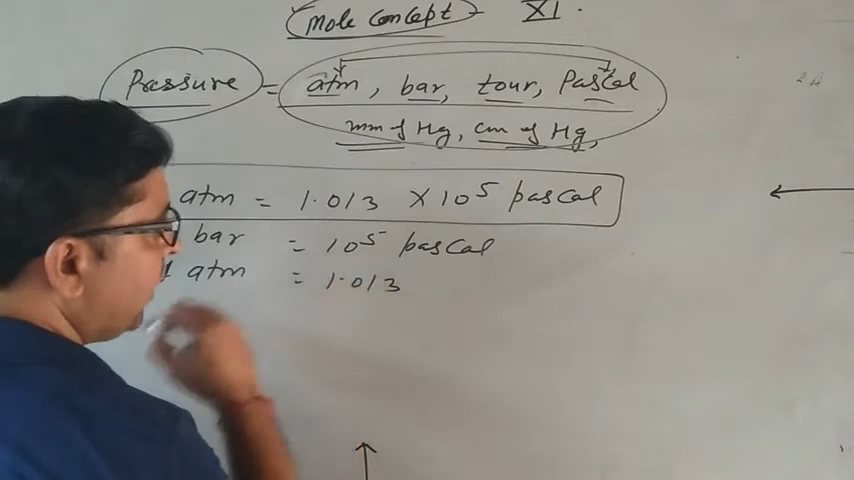 Mole Concept XI.
Pressure = atm, bar, tour, Pascal
mm of Hg, cm of Hg,
atm = 1.013 × 10⁵ pascal
bar = 10⁵ pascal
1 atm = 1.013